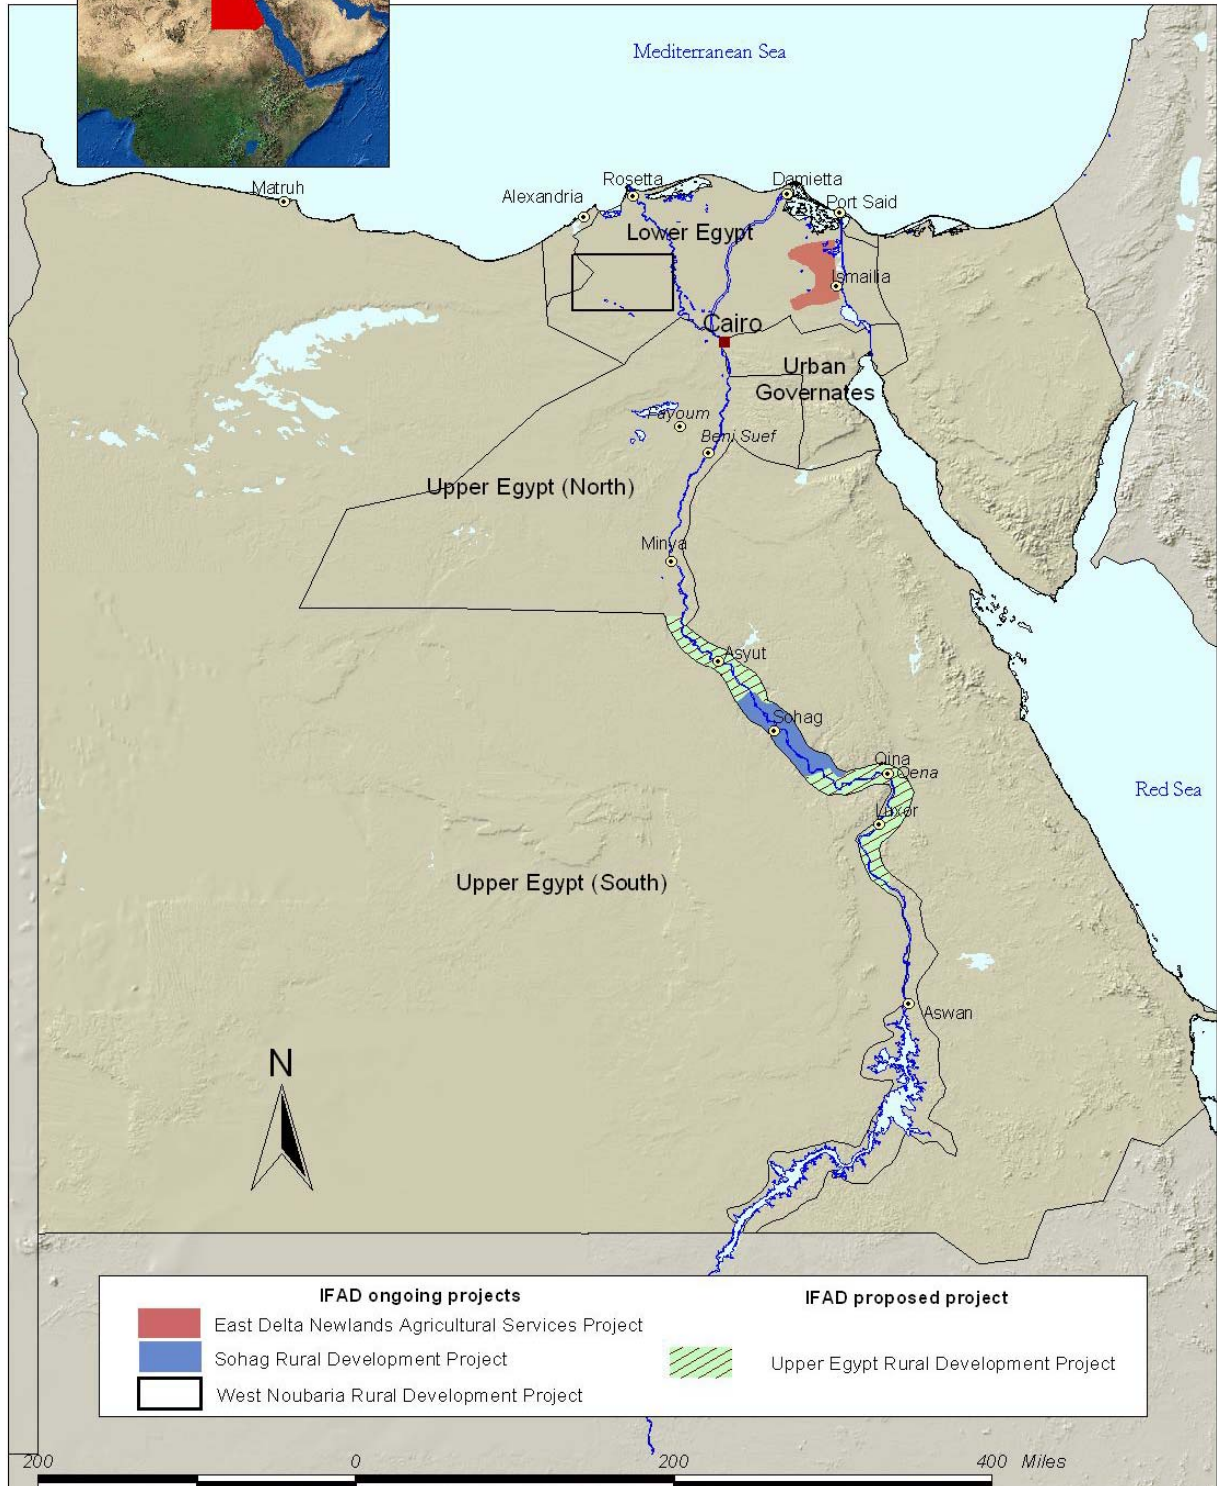 Mediterranean Sea
Matruh
Alexandria
Rosetta
Damietta
Port Said
Lower Egypt
Ismailia
Cairo
Urban
Governates
Fayoum
Beni Suef
Upper Egypt (North)
Minya
Asyut
Sohag
Qina
Qena
Luxor
Red Sea
Upper Egypt (South)
Aswan
N
IFAD ongoing projects
East Delta Newlands Agricultural Services Project
Sohag Rural Development Project
West Noubaria Rural Development Project
IFAD proposed project
Upper Egypt Rural Development Project
200 0 200 400 Miles